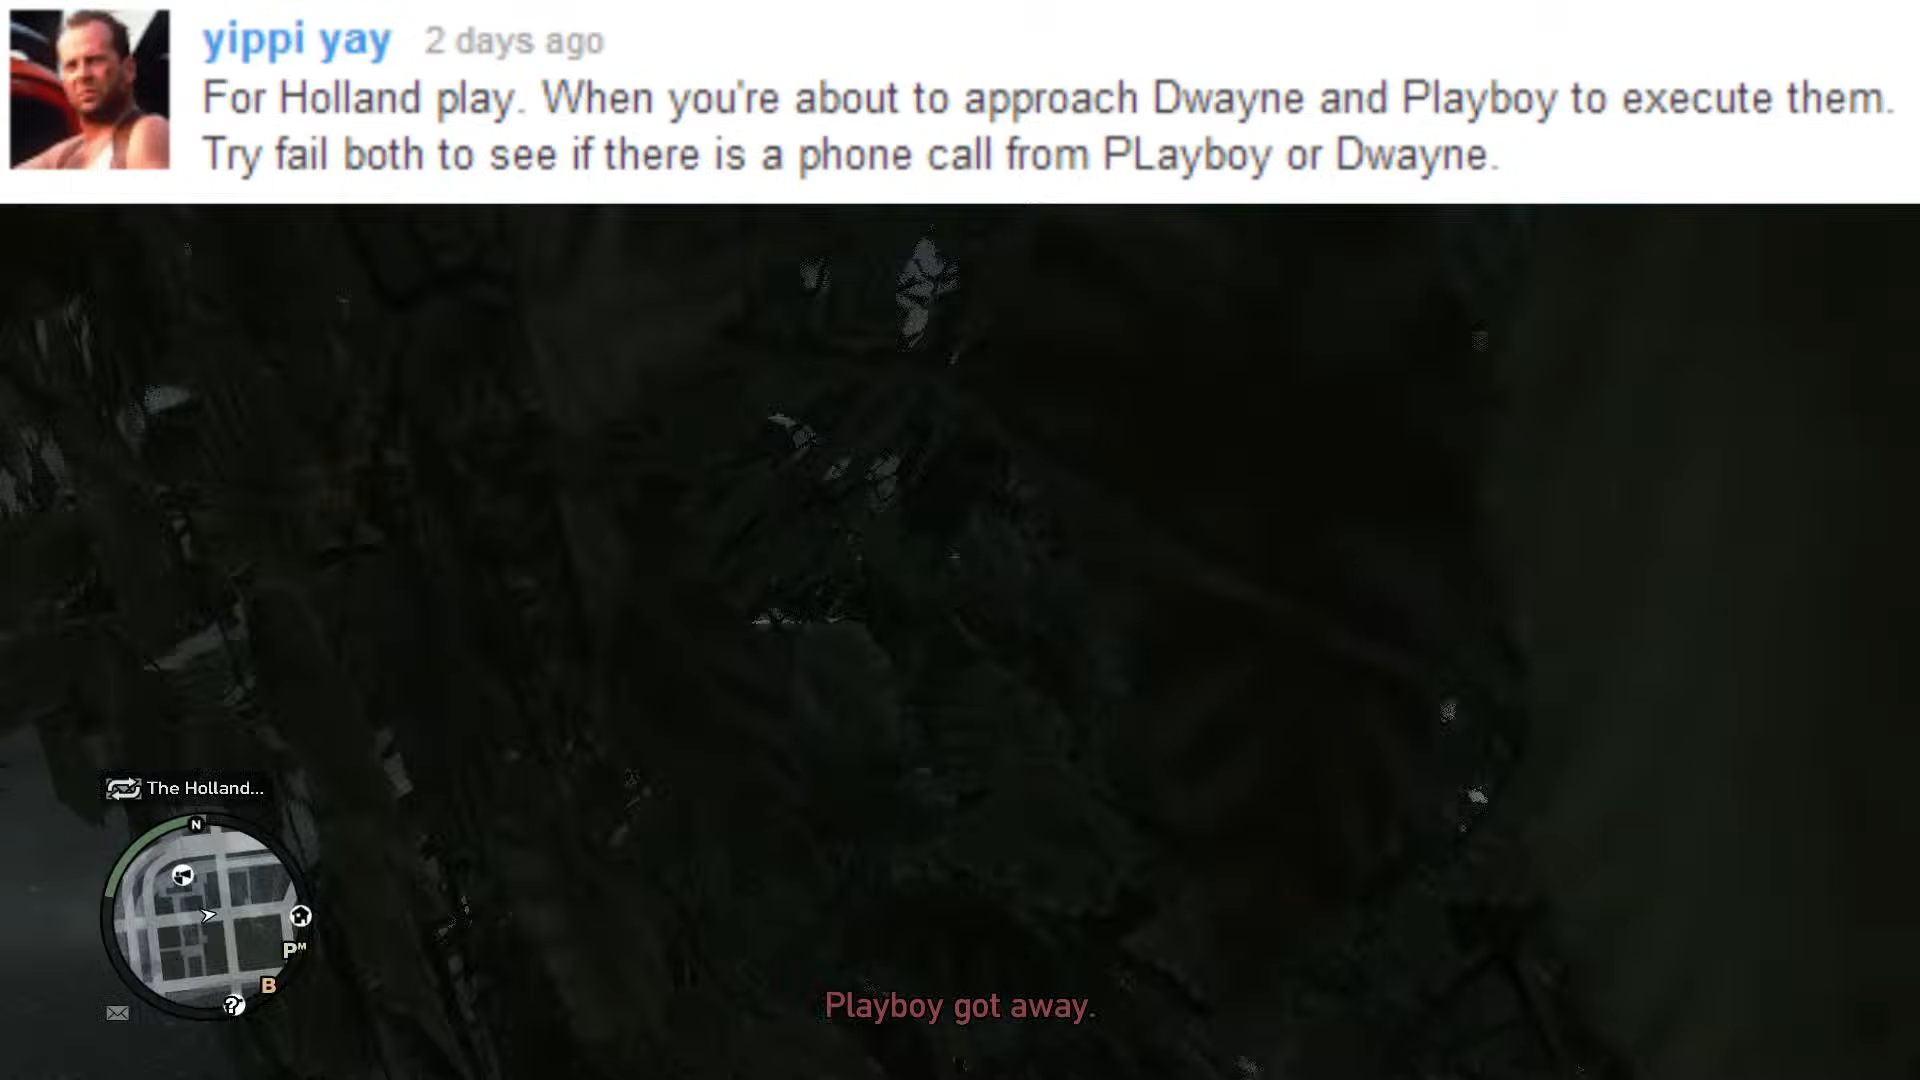 yippi yay 2 days ago
For Holland play. When you're about to approach Dwayne and Playboy to execute them.
Try fail both to see if there is a phone call from PLayboy or Dwayne.
The Holland...
N
PM
B
?
Playboy got away.